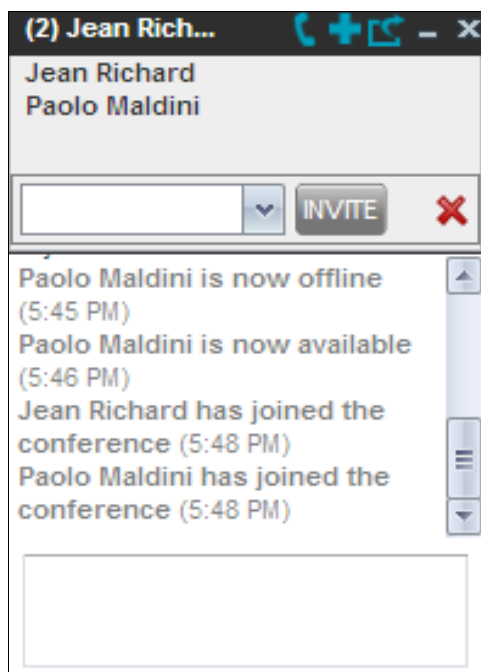 (2) Jean Rich...
Jean Richard
Paolo Maldini
INVITE
Paolo Maldini is now offline
(5:45 PM)
Paolo Maldini is now available
(5:46 PM)
Jean Richard has joined the
conference (5:48 PM)
Paolo Maldini has joined the
conference (5:48 PM)